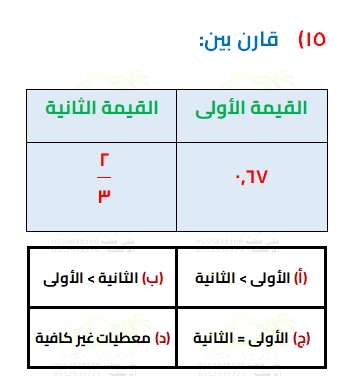 ١٥) قارن بين:
القيمة الأولى
القيمة الثانية
٠,٦٧
٢
٣
(أ) الأولى > الثانية
(ب) الثانية > الأولى
(ج) الأولى = الثانية
(د) معطيات غير كافية